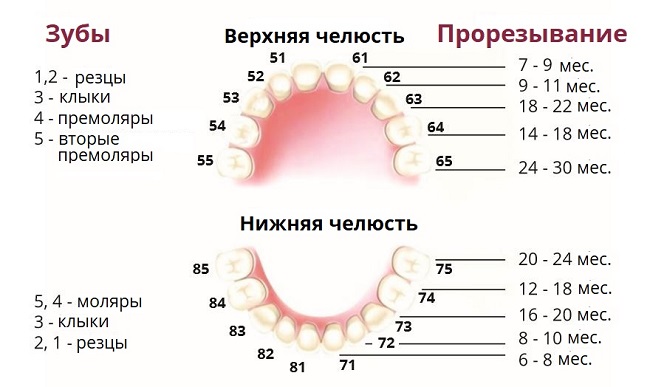 Зубы
Верхняя челюсть
Прорезывание
1,2 - резцы
3 - клыки
4 - премоляры
5 - вторые
премоляры
51
61
52
62
53
63
54
64
55
65
7 - 9 мес.
9 - 11 мес.
18 - 22 мес.
14 - 18 мес.
24 - 30 мес.
Нижняя челюсть
85
75
84
74
83
73
82
72
81
71
5, 4 - моляры
3 - клыки
2, 1 - резцы
20 - 24 мес.
12 - 18 мес.
16 - 20 мес.
8 - 10 мес.
6 - 8 мес.